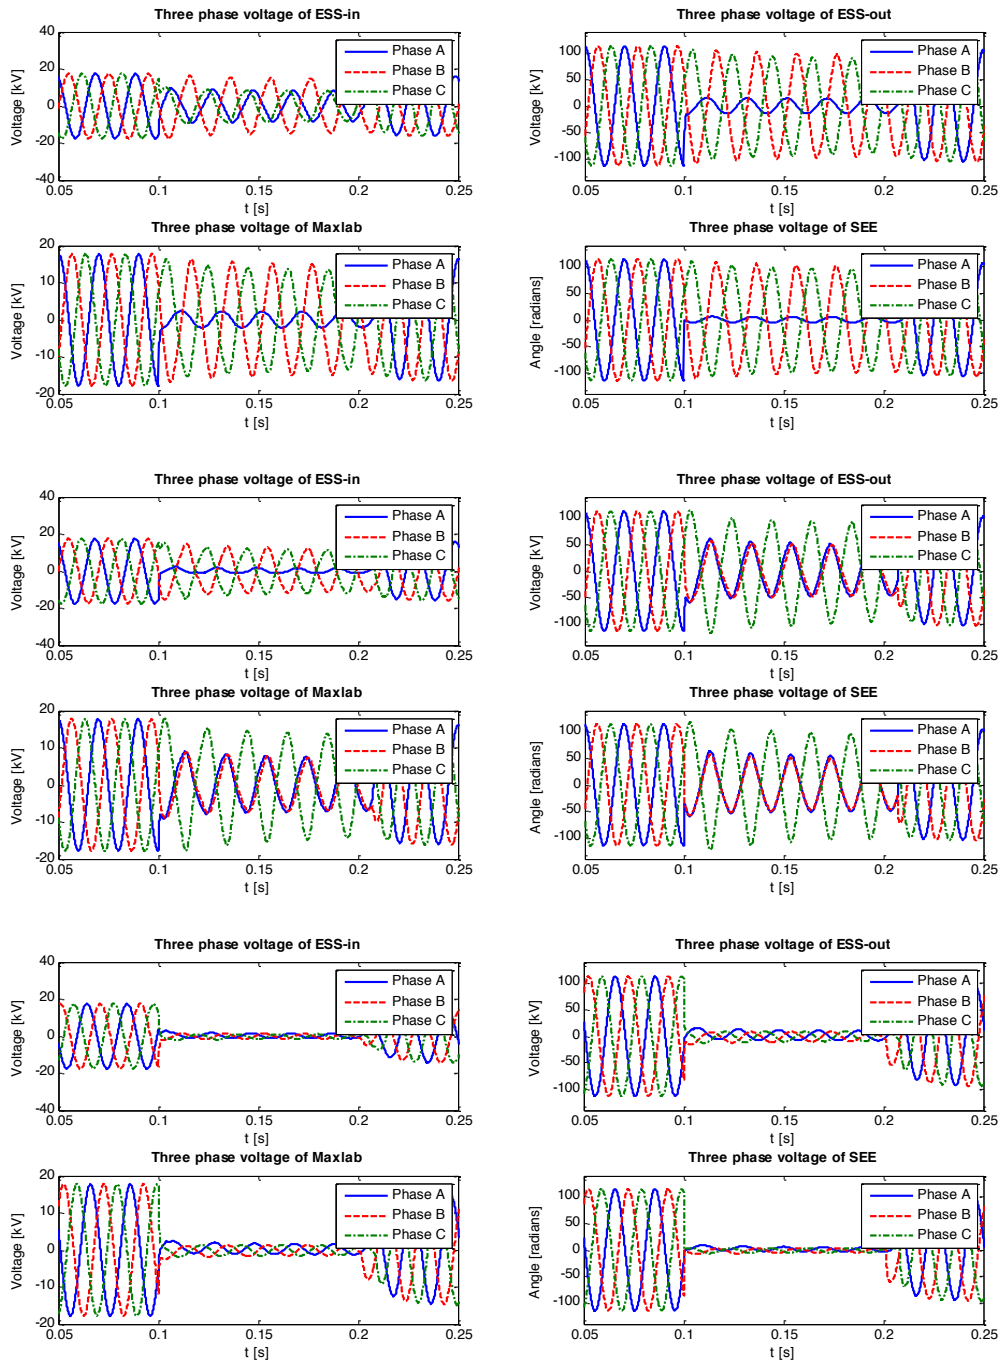 Three phase voltage of ESS-in
Voltage [kV]
40
20
0
-20
-40
0.05
0.1
0.15
0.2
0.25
t [s]
Phase A
Phase B
Phase C
Three phase voltage of ESS-out
Voltage [kV]
100
50
0
-50
-100
0.05
0.1
0.15
0.2
0.25
t [s]
Phase A
Phase B
Phase C
Three phase voltage of Maxlab
Voltage [kV]
20
10
0
-10
-20
0.05
0.1
0.15
0.2
0.25
t [s]
Phase A
Phase B
Phase C
Three phase voltage of SEE
Angle [radians]
100
50
0
-50
-100
0.05
0.1
0.15
0.2
0.25
t [s]
Phase A
Phase B
Phase C
Three phase voltage of ESS-in
Voltage [kV]
40
20
0
-20
-40
0.05
0.1
0.15
0.2
0.25
t [s]
Phase A
Phase B
Phase C
Three phase voltage of ESS-out
Voltage [kV]
100
50
0
-50
-100
0.05
0.1
0.15
0.2
0.25
t [s]
Phase A
Phase B
Phase C
Three phase voltage of Maxlab
Voltage [kV]
20
10
0
-10
-20
0.05
0.1
0.15
0.2
0.25
t [s]
Phase A
Phase B
Phase C
Three phase voltage of SEE
Angle [radians]
100
50
0
-50
-100
0.05
0.1
0.15
0.2
0.25
t [s]
Phase A
Phase B
Phase C
Three phase voltage of ESS-in
Voltage [kV]
40
20
0
-20
-40
0.05
0.1
0.15
0.2
0.25
t [s]
Phase A
Phase B
Phase C
Three phase voltage of ESS-out
Voltage [kV]
100
50
0
-50
-100
0.05
0.1
0.15
0.2
0.25
t [s]
Phase A
Phase B
Phase C
Three phase voltage of Maxlab
Voltage [kV]
20
10
0
-10
-20
0.05
0.1
0.15
0.2
0.25
t [s]
Phase A
Phase B
Phase C
Three phase voltage of SEE
Angle [radians]
100
50
0
-50
-100
0.05
0.1
0.15
0.2
0.25
t [s]
Phase A
Phase B
Phase C